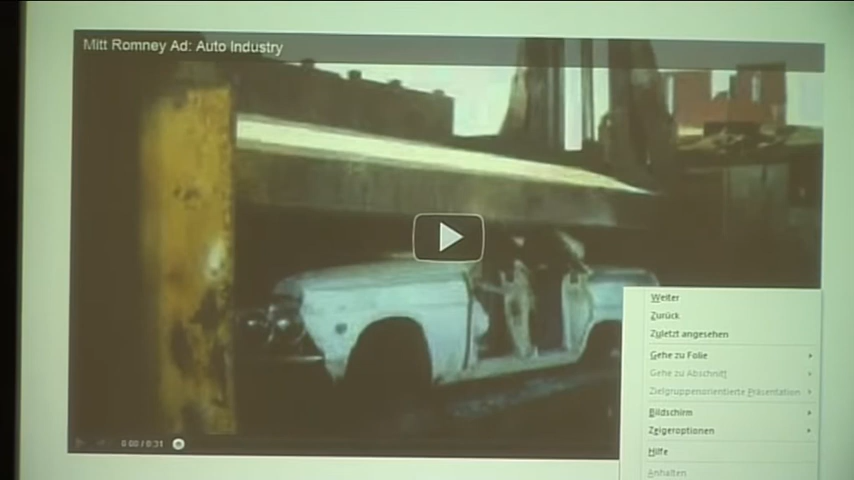 Mitt Romney Ad: Auto Industry
0:00 / 0:31
Weiter
Zurück
Zuletzt angesehen
Gehe zu Folie
Gehe zu Abschnitt
Zielgruppenorientierte Präsentation
Bildschirm
Zeigeroptionen
Hilfe
Anhalten